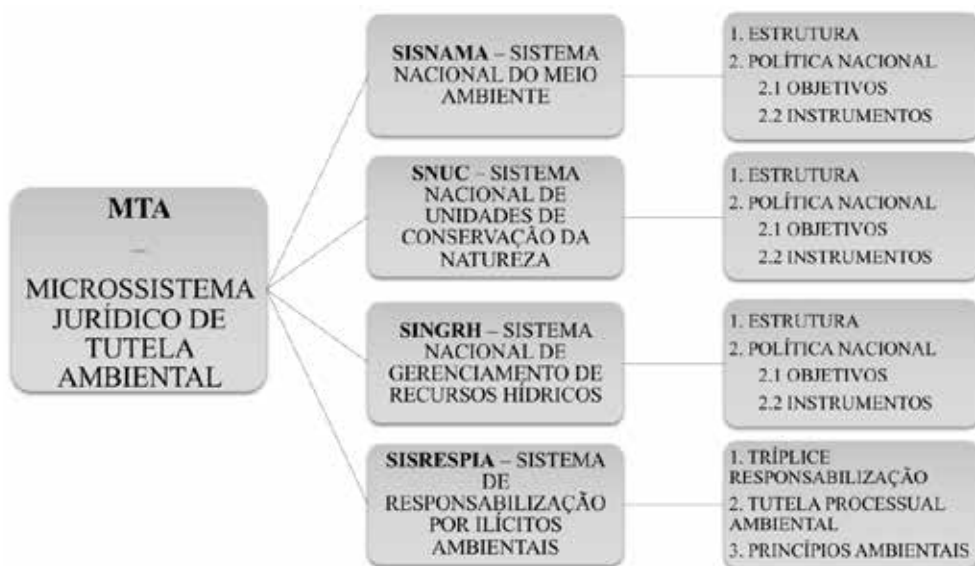 MTA
–
MICROSSISTEMA
JURÍDICO DE
TUTELA
AMBIENTAL
SISNAMA – SISTEMA
NACIONAL DO MEIO
AMBIENTE
1. ESTRUTURA
2. POLÍTICA NACIONAL
2.1 OBJETIVOS
2.2 INSTRUMENTOS
SNUC – SISTEMA
NACIONAL DE
UNIDADES DE
CONSERVAÇÃO DA
NATUREZA
1. ESTRUTURA
2. POLÍTICA NACIONAL
2.1 OBJETIVOS
2.2 INSTRUMENTOS
SINGRH – SISTEMA
NACIONAL DE
GERENCIAMENTO DE
RECURSOS HÍDRICOS
1. ESTRUTURA
2. POLÍTICA NACIONAL
2.1 OBJETIVOS
2.2 INSTRUMENTOS
SISRESPIA – SISTEMA
DE
RESPONSABILIZAÇÃO
POR ILÍCITOS
AMBIENTAIS
1. TRÍPLICE
RESPONSABILIZAÇÃO
2. TUTELA PROCESSUAL
AMBIENTAL
3. PRINCÍPIOS AMBIENTAIS